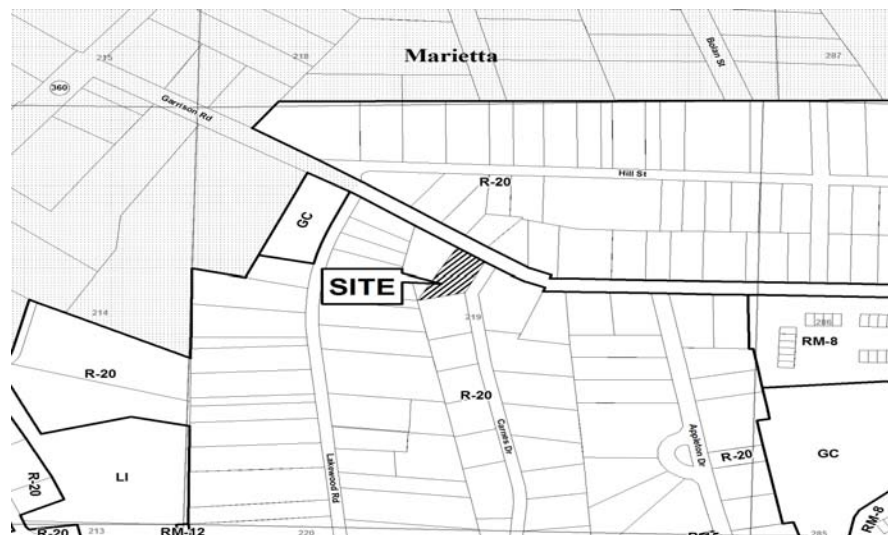 Marietta
215
218
287
Bolan St
360
Garrison Rd
R-20
Hill St
GC
SITE
219
214
286
RM-8
R-20
R-20
Carnes Dr
Appleton Dr
R-20
GC
LI
R-20
Lakewood Rd
RM-8
R-20
213
RM-12
220
285